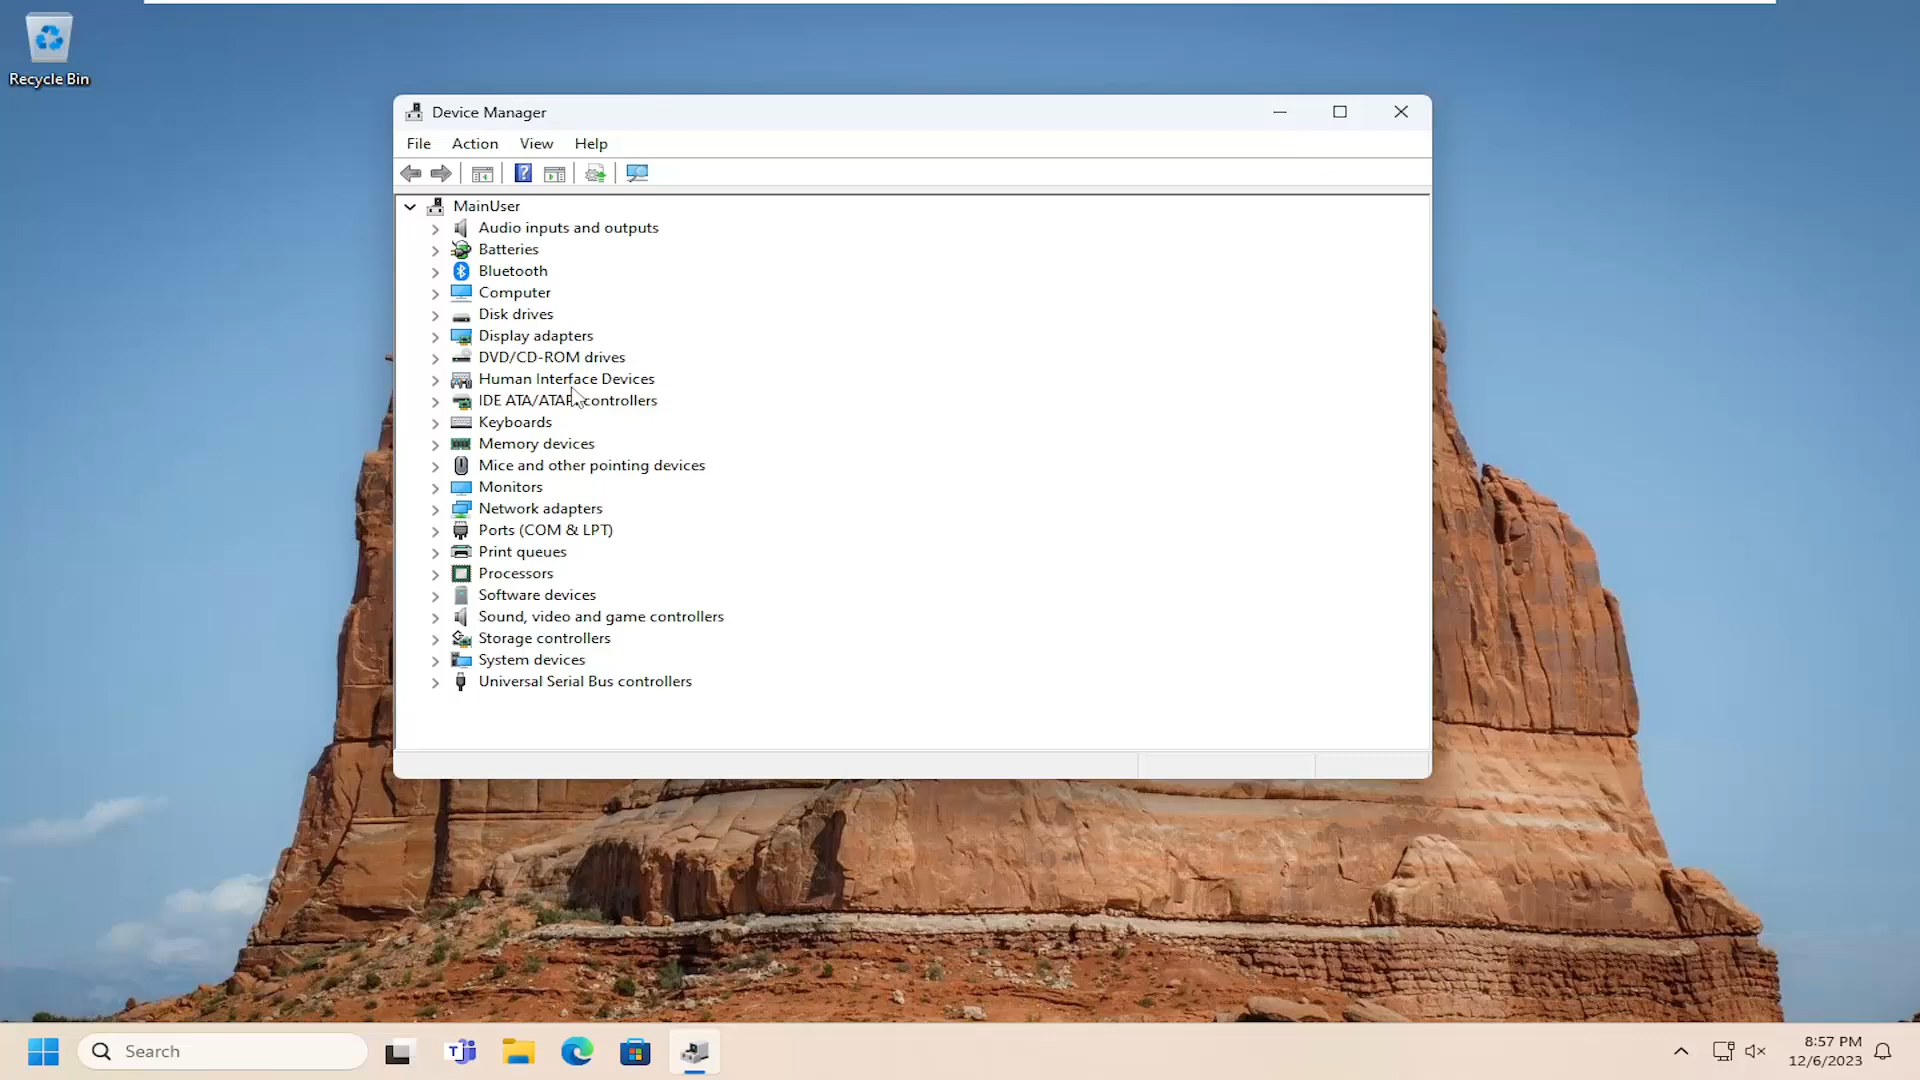 Recycle Bin
Device Manager
File Action View Help
MainUser
Audio inputs and outputs
Batteries
Bluetooth
Computer
Disk drives
Display adapters
DVD/CD-ROM drives
Human Interface Devices
IDE ATA/ATAPI controllers
Keyboards
Memory devices
Mice and other pointing devices
Monitors
Network adapters
Ports (COM & LPT)
Print queues
Processors
Software devices
Sound, video and game controllers
Storage controllers
System devices
Universal Serial Bus controllers
Search
8:57 PM
12/6/2023